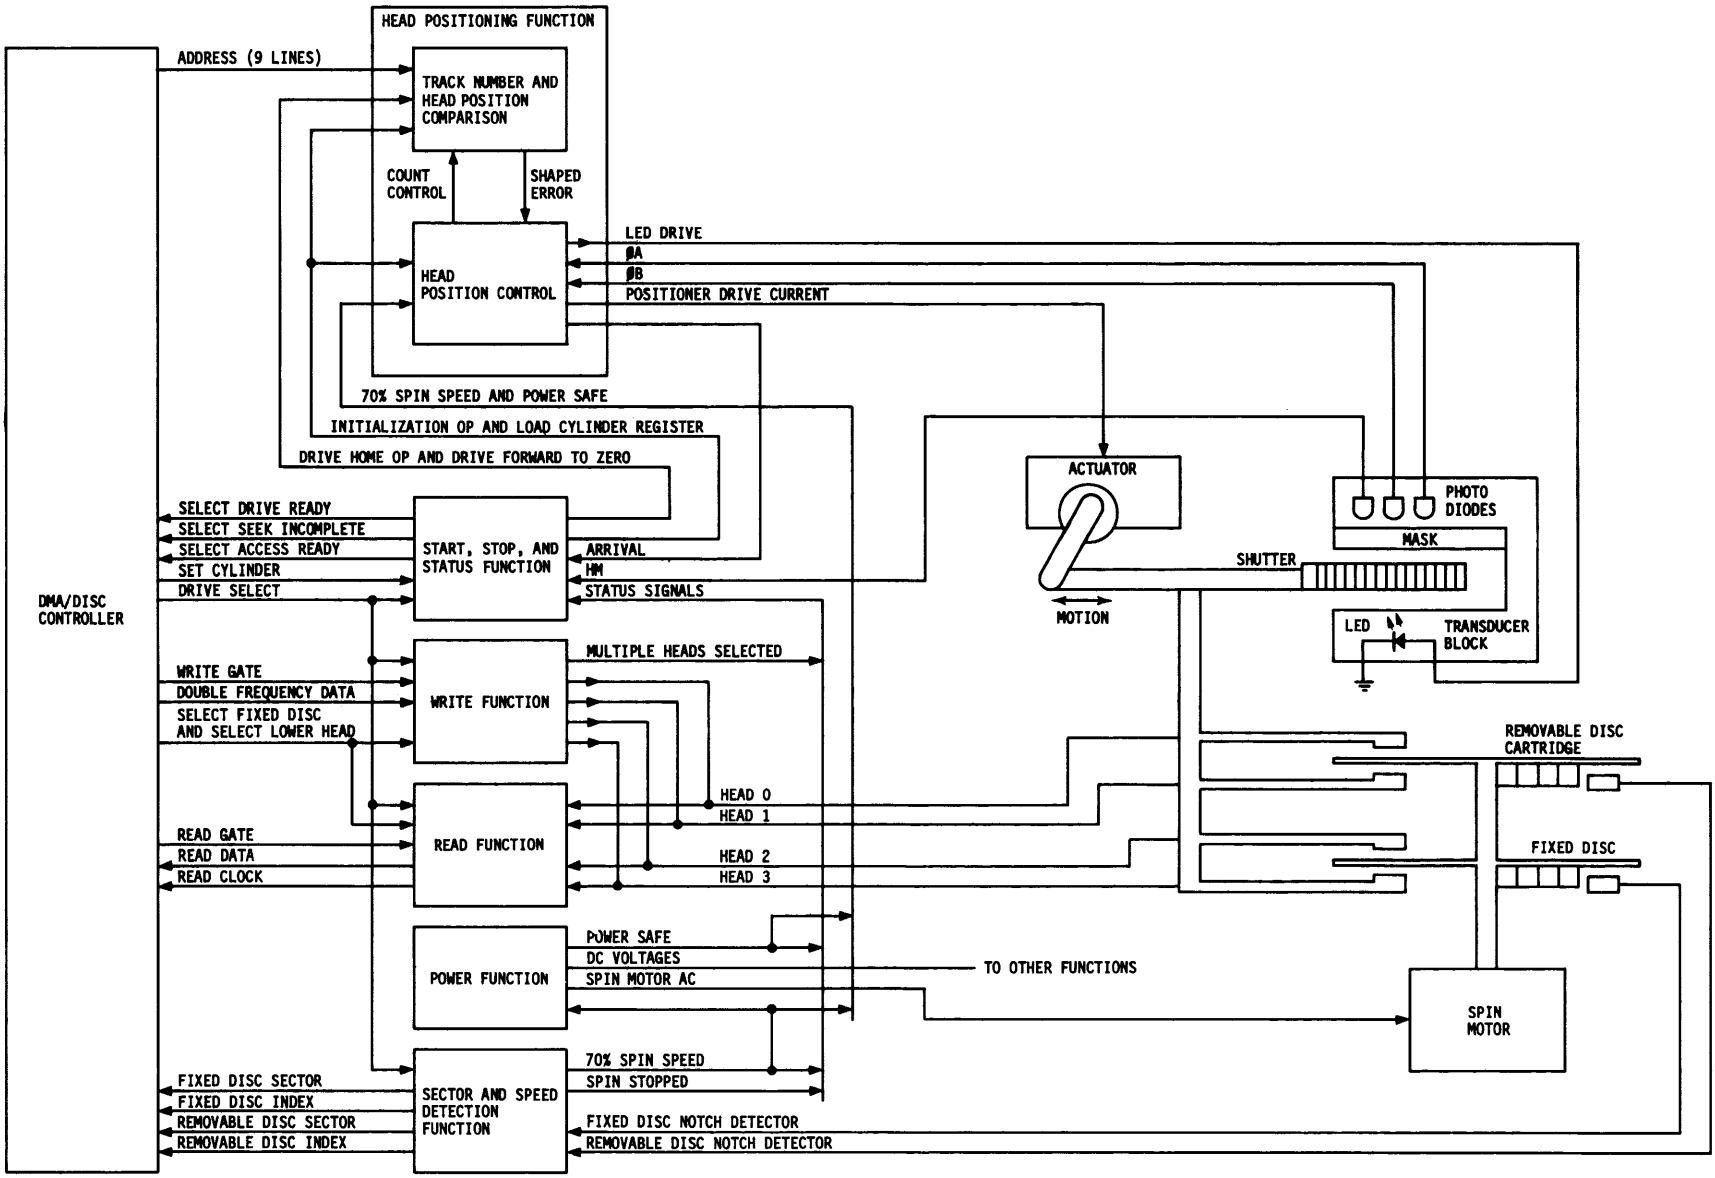 HEAD POSITIONING FUNCTION
ADDRESS (9 LINES)
TRACK NUMBER AND
HEAD POSITION
COMPARISON
COUNT
CONTROL
SHAPED
ERROR
HEAD
POSITION CONTROL
LED DRIVE
ØA
ØB
POSITIONER DRIVE CURRENT
70% SPIN SPEED AND POWER SAFE
INITIALIZATION OP AND LOAD CYLINDER REGISTER
DRIVE HOME OP AND DRIVE FORWARD TO ZERO
DMA/DISC
CONTROLLER
SELECT DRIVE READY
SELECT SEEK INCOMPLETE
SELECT ACCESS READY
SET CYLINDER
DRIVE SELECT
START, STOP, AND
STATUS FUNCTION
ARRIVAL
HM
STATUS SIGNALS
ACTUATOR
MOTION
SHUTTER
PHOTO
DIODES
MASK
LED
TRANSDUCER
BLOCK
WRITE GATE
DOUBLE FREQUENCY DATA
SELECT FIXED DISC
AND SELECT LOWER HEAD
WRITE FUNCTION
MULTIPLE HEADS SELECTED
REMOVABLE DISC
CARTRIDGE
READ GATE
READ DATA
READ CLOCK
READ FUNCTION
HEAD 0
HEAD 1
HEAD 2
HEAD 3
FIXED DISC
POWER FUNCTION
POWER SAFE
DC VOLTAGES
SPIN MOTOR AC
TO OTHER FUNCTIONS
SPIN
MOTOR
FIXED DISC SECTOR
FIXED DISC INDEX
REMOVABLE DISC SECTOR
REMOVABLE DISC INDEX
SECTOR AND SPEED
DETECTION
FUNCTION
70% SPIN SPEED
SPIN STOPPED
FIXED DISC NOTCH DETECTOR
REMOVABLE DISC NOTCH DETECTOR